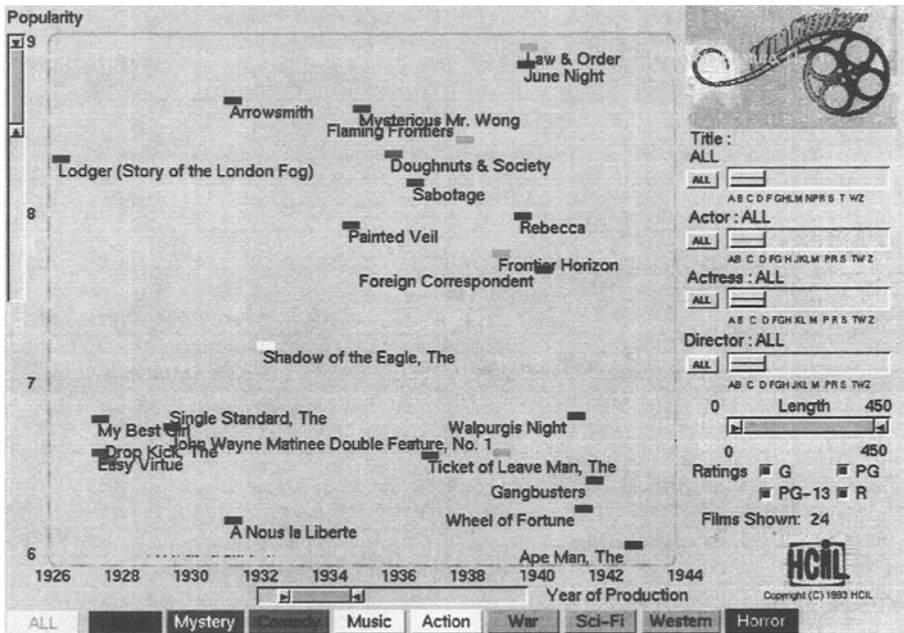 Popularity
9
Law & Order
June Night
Arrowsmith
Mysterious Mr. Wong
Flaming Frontiers
Lodger (Story of the London Fog)
Doughnuts & Society
Sabotage
8
Rebecca
Painted Veil
Frontier Horizon
Foreign Correspondent
Shadow of the Eagle, The
7
Single Standard, The
My Best Girl
Walpurgis Night
John Wayne Matinee Double Feature, No. 1
Drop Kick, The
Easy Virtue
Ticket of Leave Man, The
Gangbusters
Wheel of Fortune
A Nous la Liberte
6
Ape Man, The
1926 1928 1930 1932 1934 1936 1938 1940 1942 1944
Year of Production
ALL Mystery Comedy Music Action War Sci-Fi Western Horror
Title :
ALL
ALL
A B C D F G H L M N P R S T W Z
Actor : ALL
ALL
A B C D F G H J K L M P R S T W Z
Actress : ALL
ALL
A B C D F G H K L M P R S T W Z
Director : ALL
ALL
A B C D F G H J K L M P R S T W Z
0 Length 450
0 450
Ratings G PG
PG-13 R
Films Shown: 24
HCIL
Copyright (C) 1993 HCIL